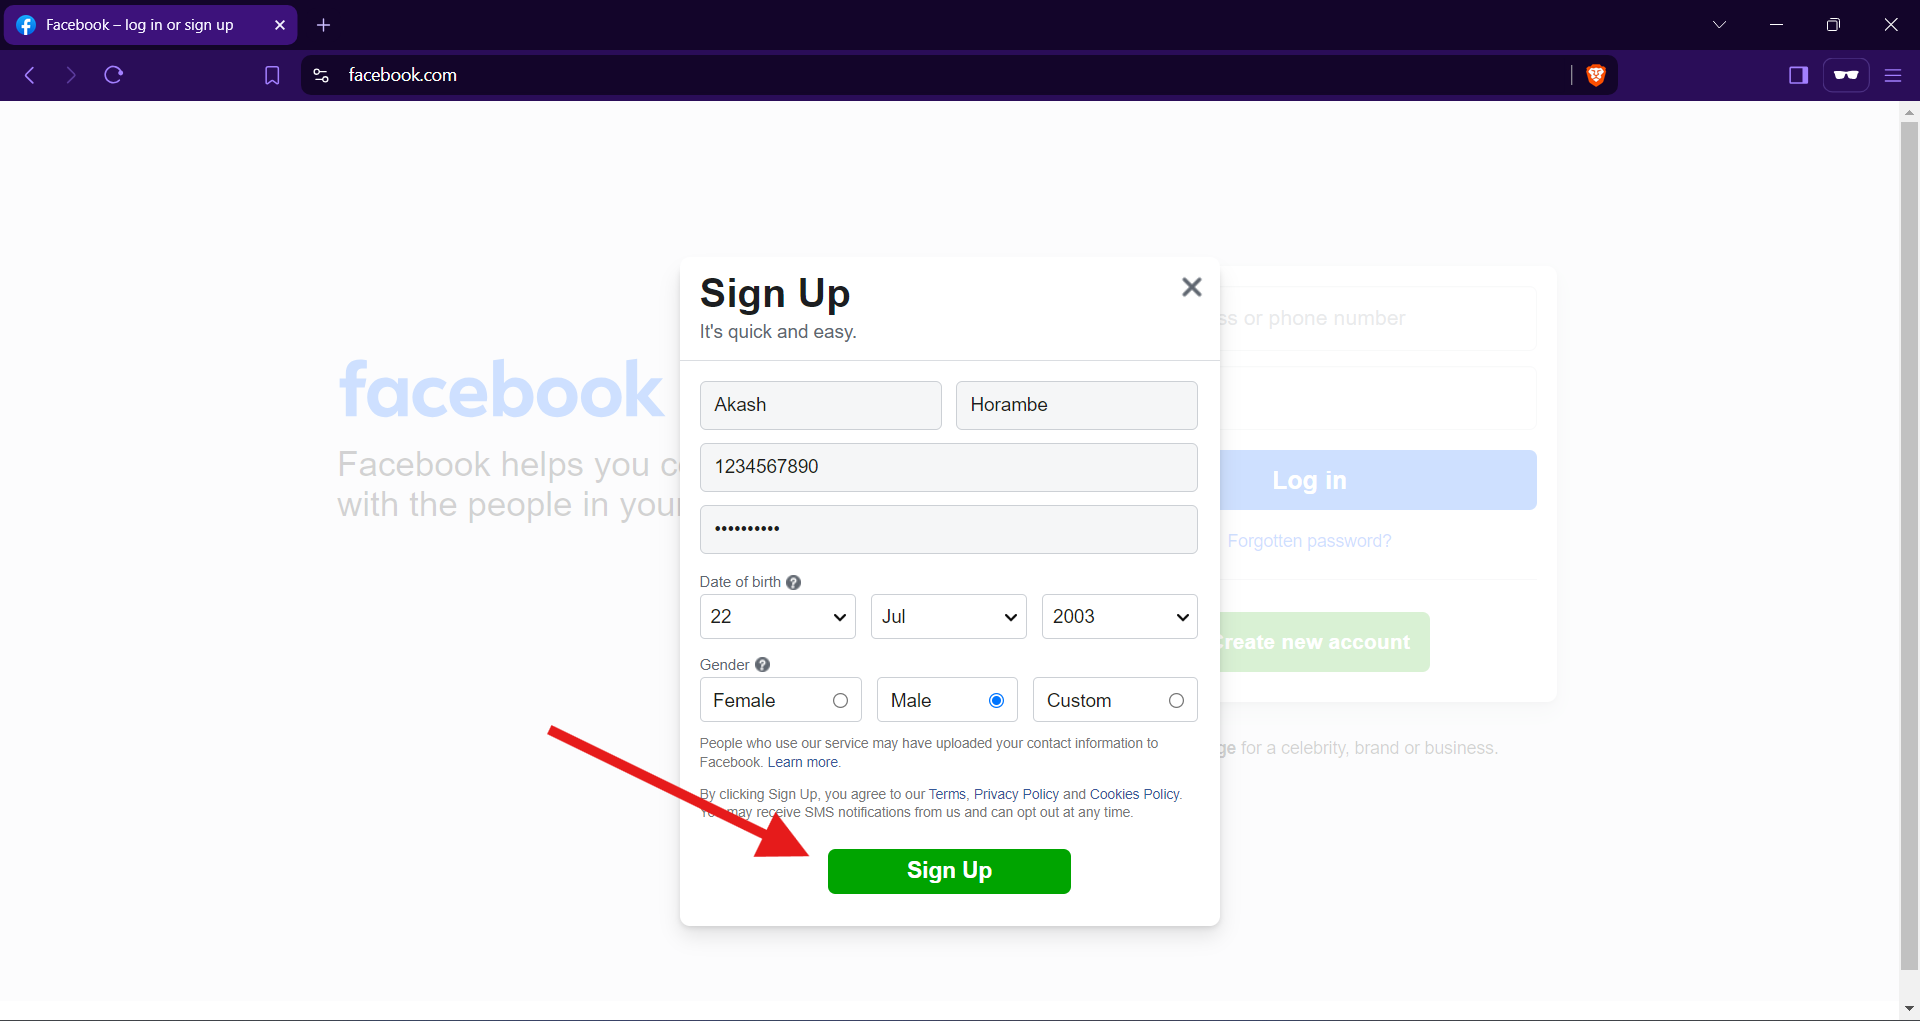 Facebook – log in or sign up
facebook.com
Sign Up
It's quick and easy.
facebook
Facebook helps you c
with the people in your
Akash Horambe
1234567890
••••••••••
Date of birth
22 Jul 2003
Gender
Female Male Custom
People who use our service may have uploaded your contact information to
Facebook. Learn more.
By clicking Sign Up, you agree to our Terms, Privacy Policy and Cookies Policy.
may receive SMS notifications from us and can opt out at any time.
Sign Up
ss or phone number
Log in
Forgotten password?
reate new account
ge for a celebrity, brand or business.